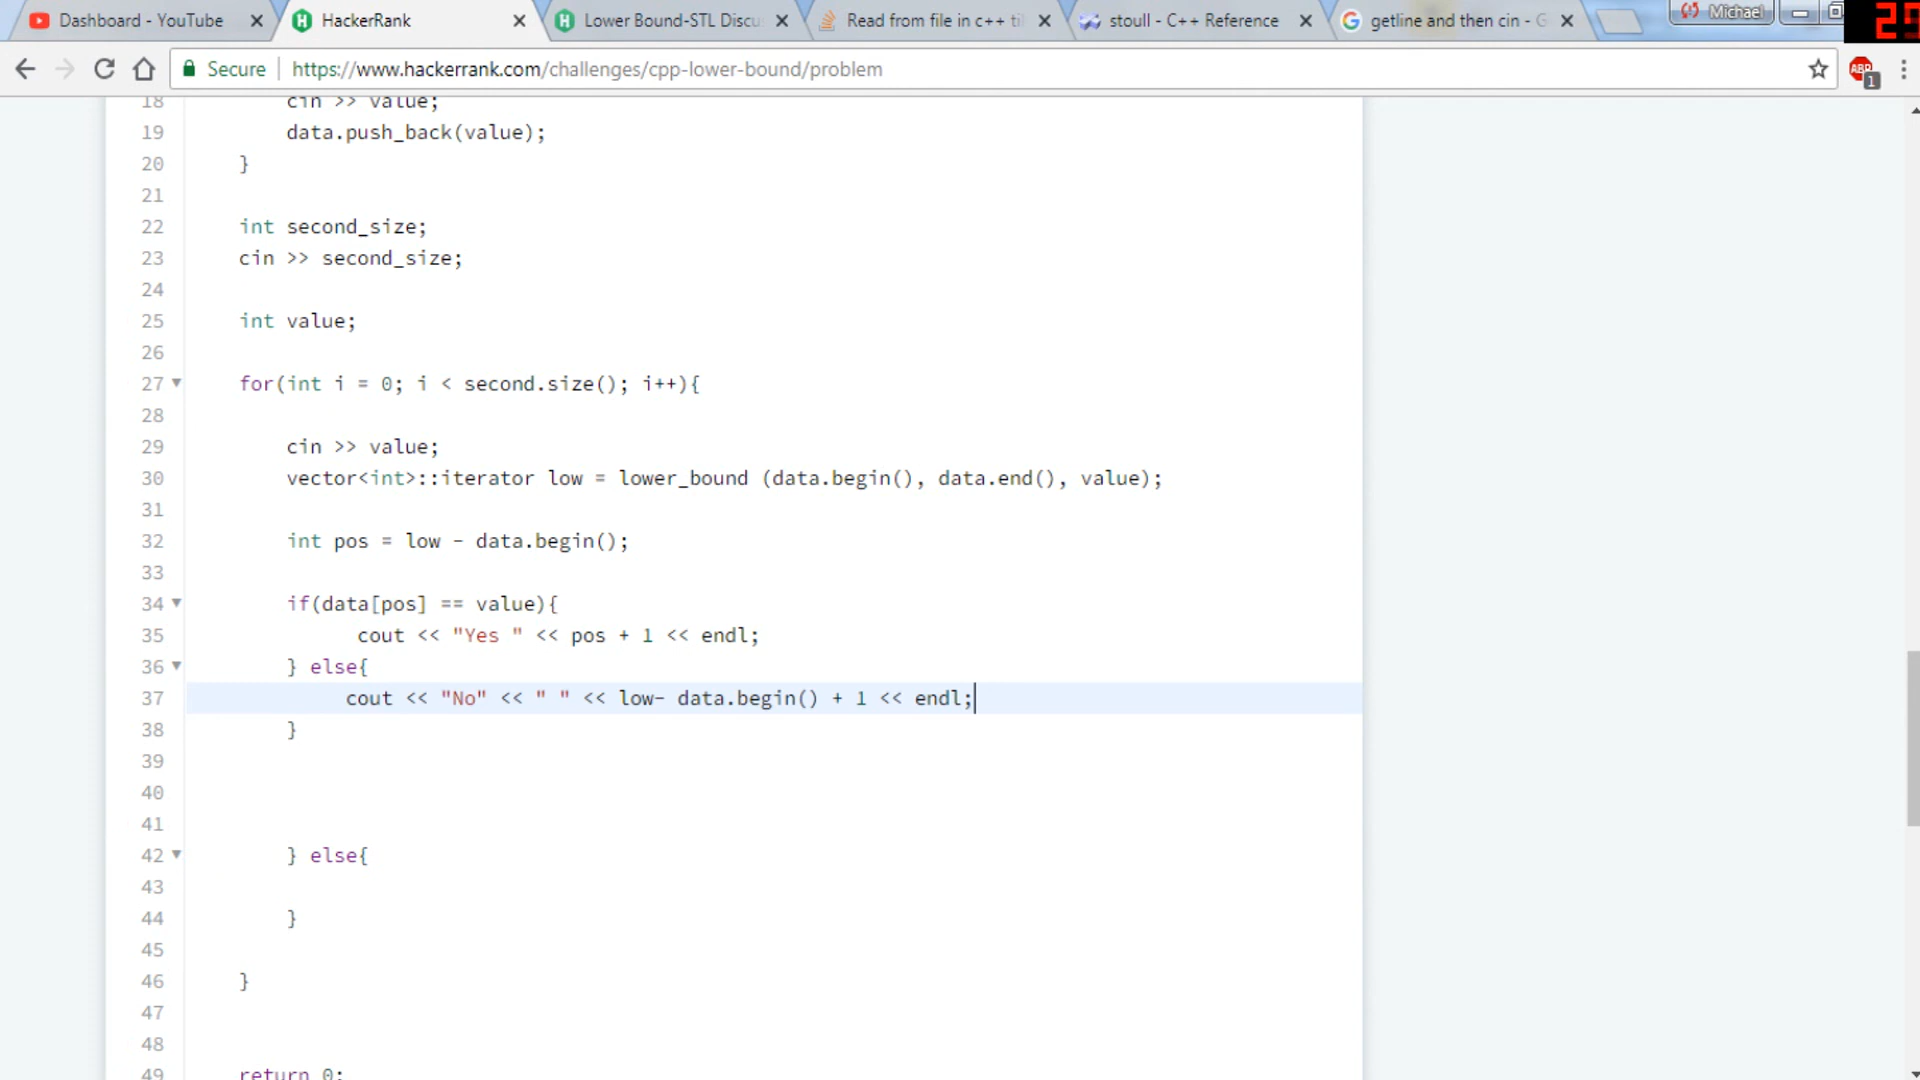 Dashboard - YouTube
HackerRank
Lower Bound-STL Discu
Read from file in c++ ti
stoull - C++ Reference
getline and then cin - G
Michael
Secure
https://www.hackerrank.com/challenges/cpp-lower-bound/problem
ABP
1
18 cin >> value;
19 data.push_back(value);
20 }
21
22 int second_size;
23 cin >> second_size;
24
25 int value;
26
27 for(int i = 0; i < second.size(); i++){
28
29 cin >> value;
30 vector<int>::iterator low = lower_bound (data.begin(), data.end(), value);
31
32 int pos = low - data.begin();
33
34 if(data[pos] == value){
35 cout << "Yes " << pos + 1 << endl;
36 } else{
37 cout << "No" << " " << low- data.begin() + 1 << endl;
38 }
39
40
41
42 } else{
43
44 }
45
46 }
47
48
49 return 0;